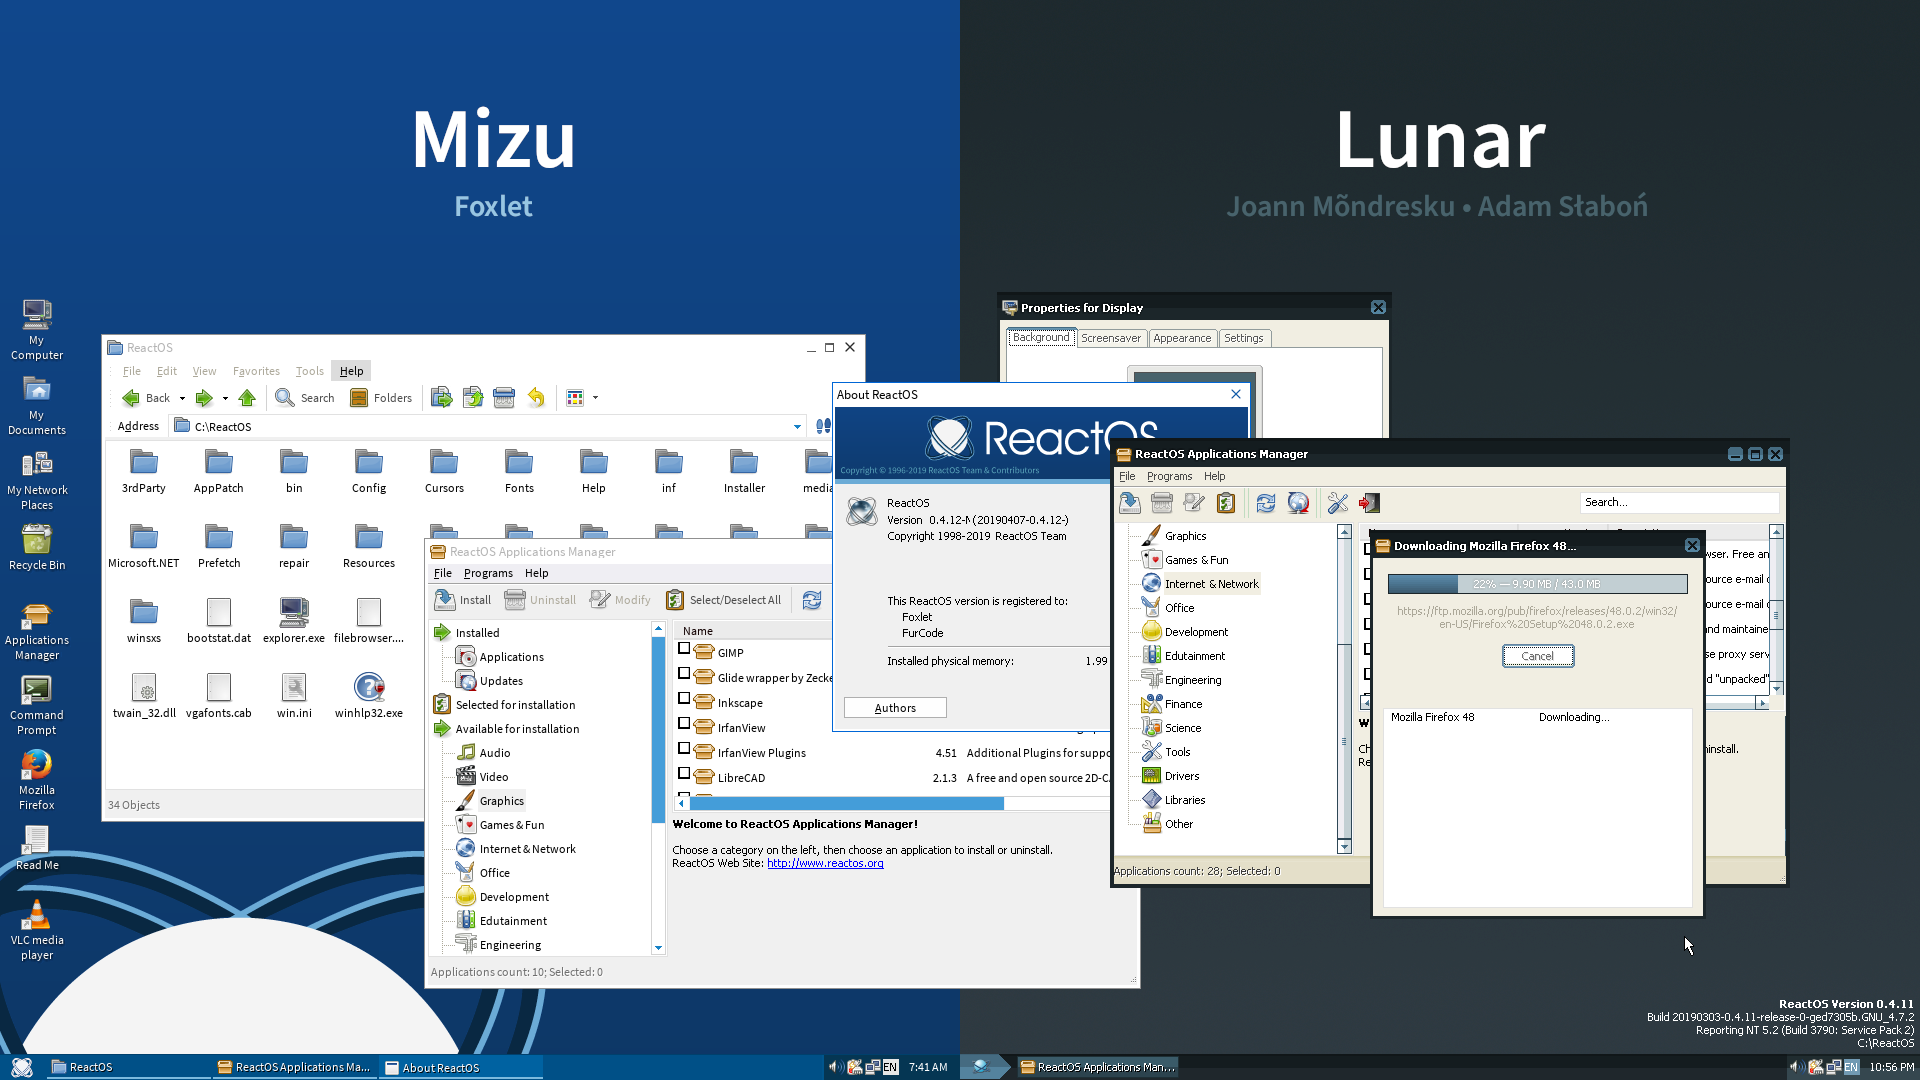 Mizu
Foxlet
Lunar
Joann Mõndresku • Adam Słaboń
My Computer
My Documents
My Network Places
Recycle Bin
Applications Manager
Command Prompt
Mozilla Firefox
Read Me
VLC media player
ReactOS
File Edit View Favorites Tools Help
Back Search Folders
Address C:\ReactOS
3rdParty AppPatch bin Config Cursors Fonts Help inf Installer media
Microsoft.NET Prefetch repair Resources
winsxs bootstat.dat explorer.exe filebrowser....
twain_32.dll vgafonts.cab win.ini winhlp32.exe
34 Objects
ReactOS Applications Manager
File Programs Help
Install Uninstall Modify Select/Deselect All
Installed
Applications
Updates
Selected for installation
Available for installation
Audio
Video
Graphics
Games & Fun
Internet & Network
Office
Development
Edutainment
Engineering
Name
GIMP
Glide wrapper by Zecke
Inkscape
IrfanView
IrfanView Plugins 4.51 Additional Plugins for suppo
LibreCAD 2.1.3 A free and open source 2D-C
Welcome to ReactOS Applications Manager!
Choose a category on the left, then choose an application to install or uninstall.
ReactOS Web Site: http://www.reactos.org
Applications count: 10; Selected: 0
About ReactOS
ReactOS
Copyright © 1996-2019 ReactOS Team & Contributors
ReactOS
Version 0.4.12-N(20190407-0.4.12-)
Copyright 1998-2019 ReactOS Team
This ReactOS version is registered to:
Foxlet
FurCode
Installed physical memory: 1.99
Authors
Properties for Display
Background Screensaver Appearance Settings
ReactOS Applications Manager
File Programs Help
Search...
Graphics
Games & Fun
Internet & Network
Office
Development
Edutainment
Engineering
Finance
Science
Tools
Drivers
Libraries
Other
wser. Free an
ource e-mail
ource e-mail
nd maintaine
se proxy serv
d "unpacked"
ninstall.
Applications count: 28; Selected: 0
Downloading Mozilla Firefox 48...
22% — 9.90 MB / 43.0 MB
https://ftp.mozilla.org/pub/firefox/releases/48.0.2/win32/
en-US/Firefox%20Setup%2048.0.2.exe
Cancel
Mozilla Firefox 48 Downloading...
ReactOS Version 0.4.11
Build 20190303-0.4.11-release-0-ged7305b.GNU_4.7.2
Reporting NT 5.2 (Build 3790: Service Pack 2)
C:\ReactOS
ReactOS ReactOS Applications Ma... About ReactOS EN 7:41 AM
ReactOS Applications Man... EN 10:56 PM